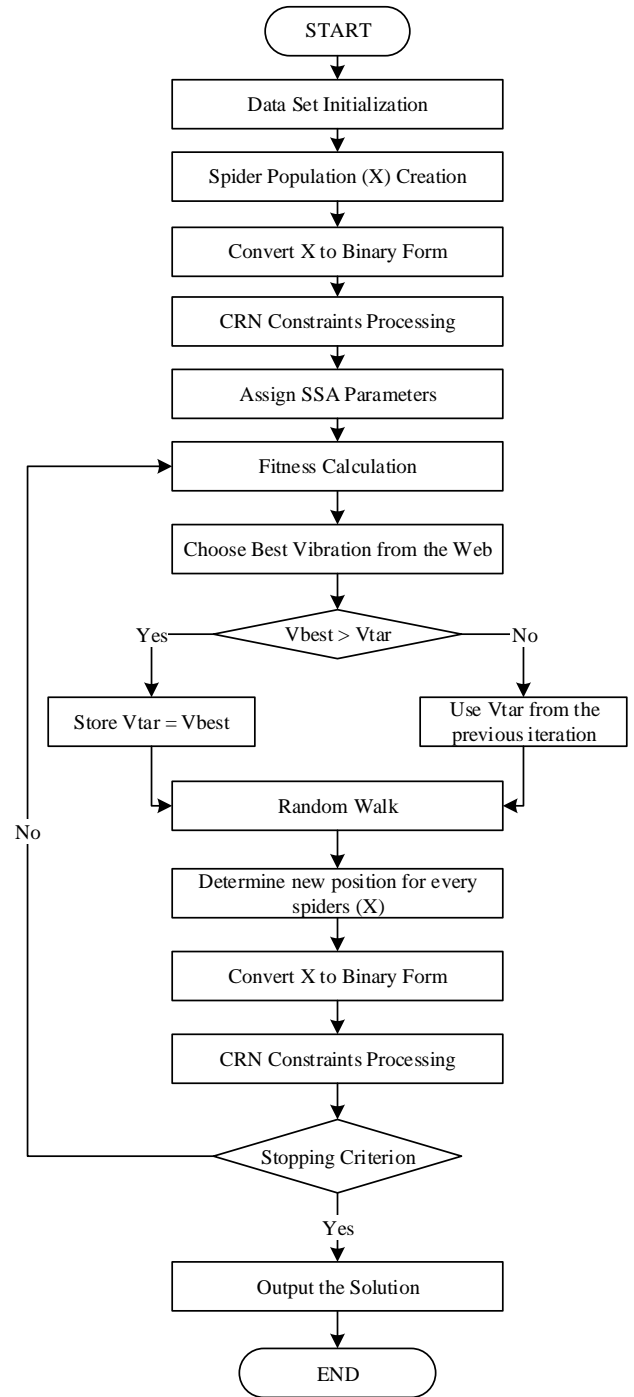 START
Data Set Initialization
Spider Population (X) Creation
Convert X to Binary Form
CRN Constraints Processing
Assign SSA Parameters
Fitness Calculation
Choose Best Vibration from the Web
Vbest > Vtar
Yes
No
Store Vtar = Vbest
Use Vtar from the
previous iteration
Random Walk
No
Determine new position for every
spiders (X)
Convert X to Binary Form
CRN Constraints Processing
Stopping Criterion
Yes
Output the Solution
END